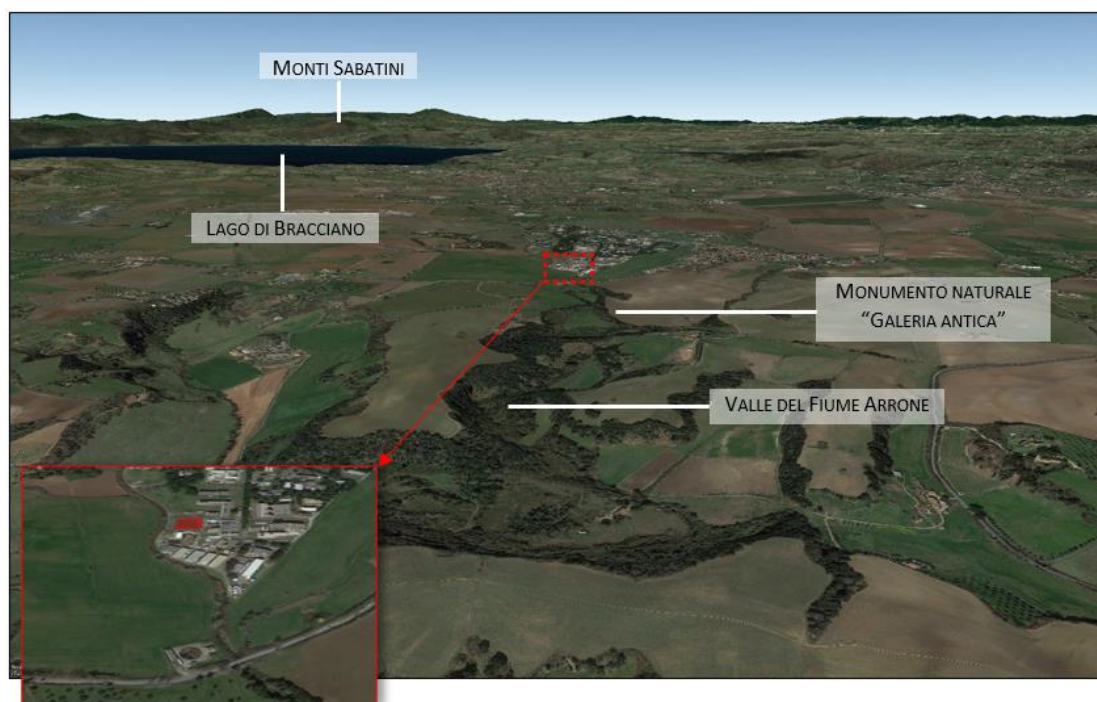 MONTI SABATINI
LAGO DI BRACCIANO
MONUMENTO NATURALE
“GALERIA ANTICA”
VALLE DEL FIUME ARRONE